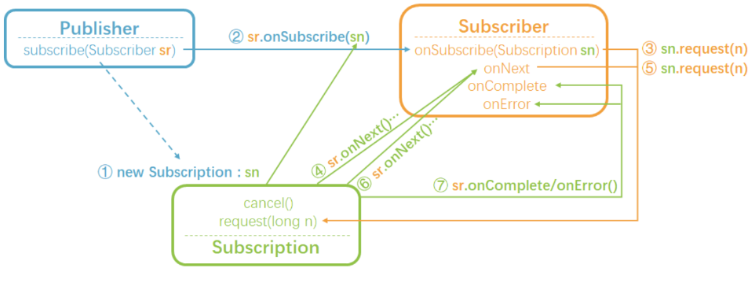 Publisher
subscribe(Subscriber sr)
② sr.onSubscribe(sn)
Subscriber
onSubscribe(Subscription sn)
onNext
onComplete
onError
③ sn.request(n)
⑤ sn.request(n)
① new Subscription : sn
④ sr.onNext()…
⑥ sr.onNext()…
⑦ sr.onComplete/onError()
cancel()
request(long n)
Subscription